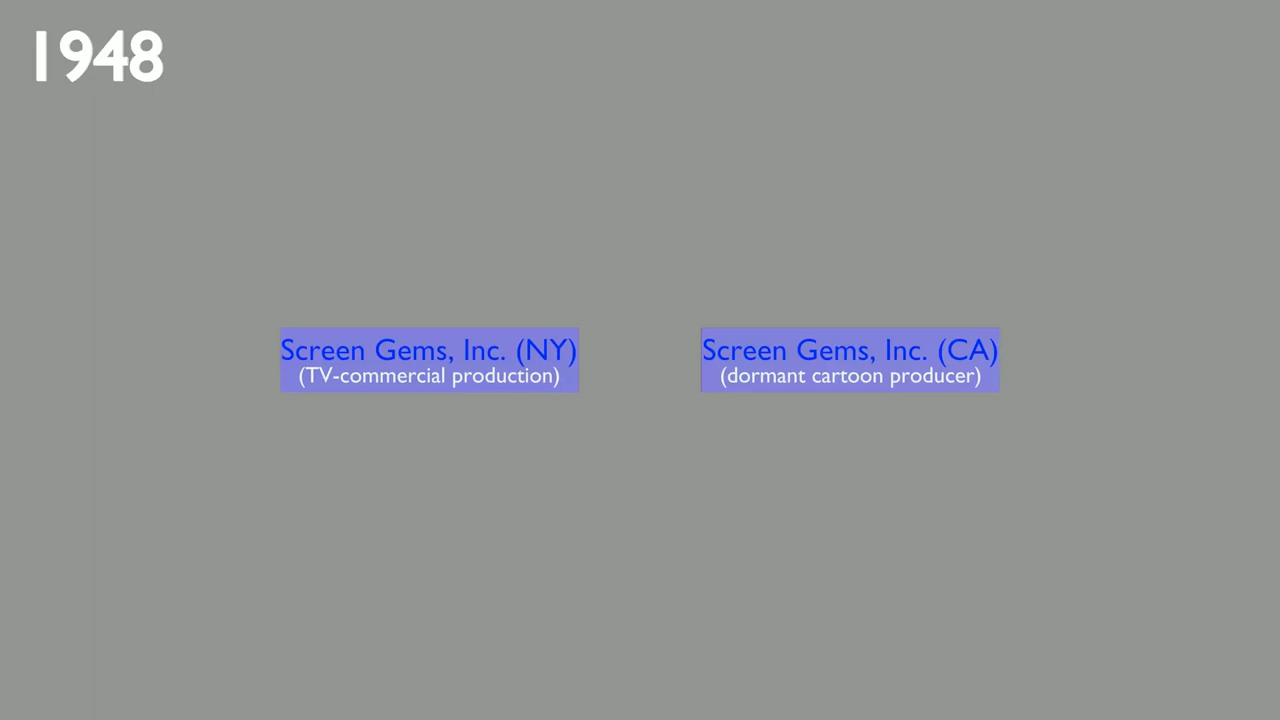 1948
Screen Gems, Inc. (NY)
(TV-commercial production)
Screen Gems, Inc. (CA)
(dormant cartoon producer)